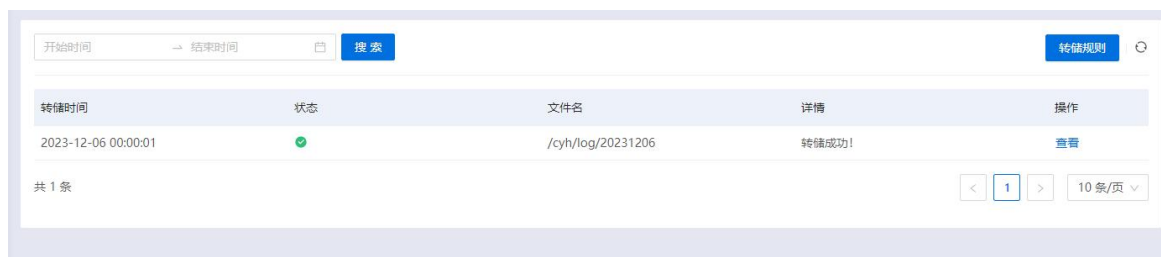 开始时间 → 结束时间 搜索 转储规则
转储时间 状态 文件名 详情 操作
2023-12-06 00:00:01 /cyh/log/20231206 转储成功! 查看
共 1 条 < 1 > 10 条/页